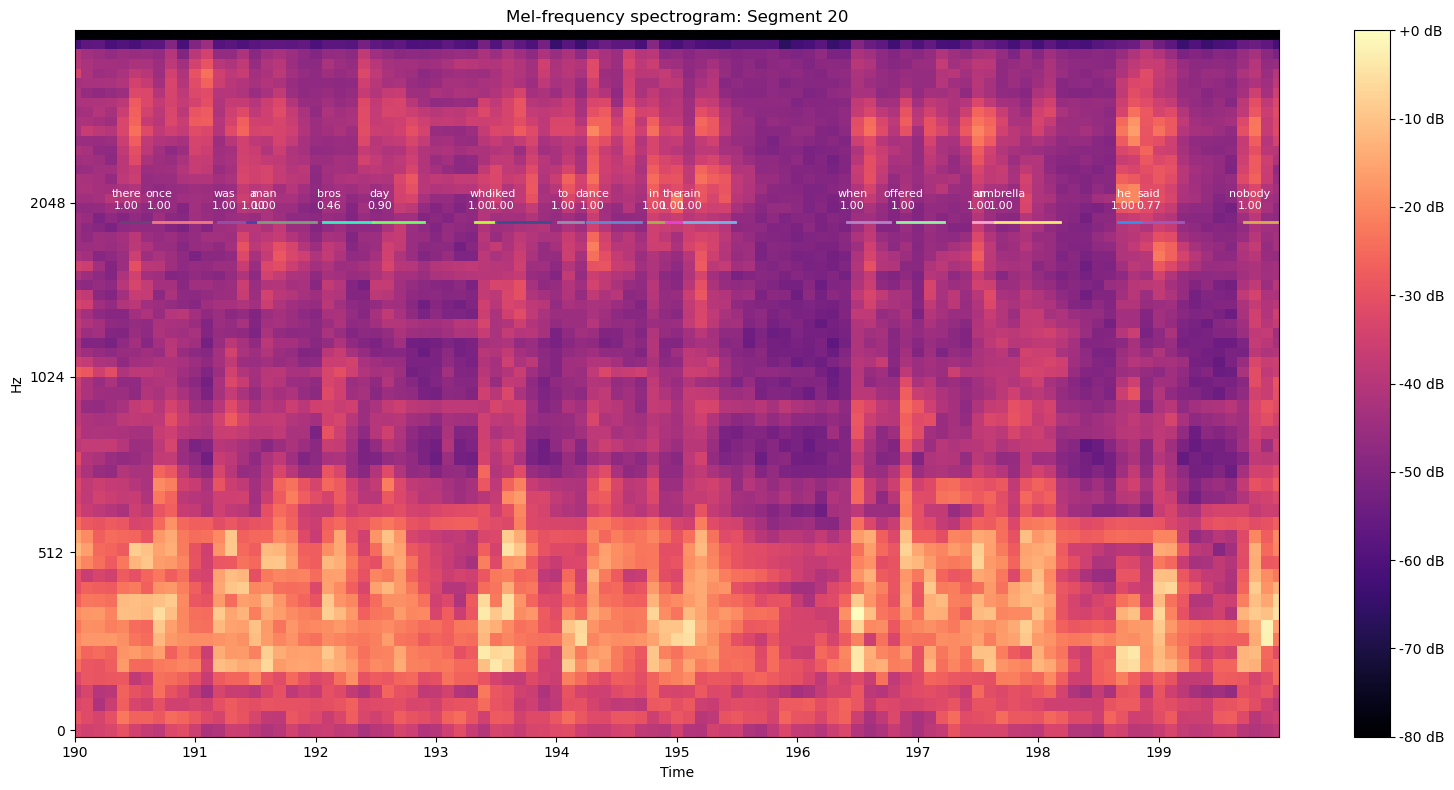 Mel-frequency spectrogram: Segment 20
+0 dB
-10 dB
-20 dB
-30 dB
-40 dB
-50 dB
-60 dB
-70 dB
-80 dB
there once was a man bros day who liked to dance in the rain when offered an umbrella he said nobody
1.00 1.00 1.00 1.00 1.00 0.46 0.90 1.00 1.00 1.00 1.00 1.00 1.00 1.00 1.00 1.00 1.00 1.00 1.00 0.77 1.00
2048
1024
512
0
Hz
190 191 192 193 194 195 196 197 198 199
Time